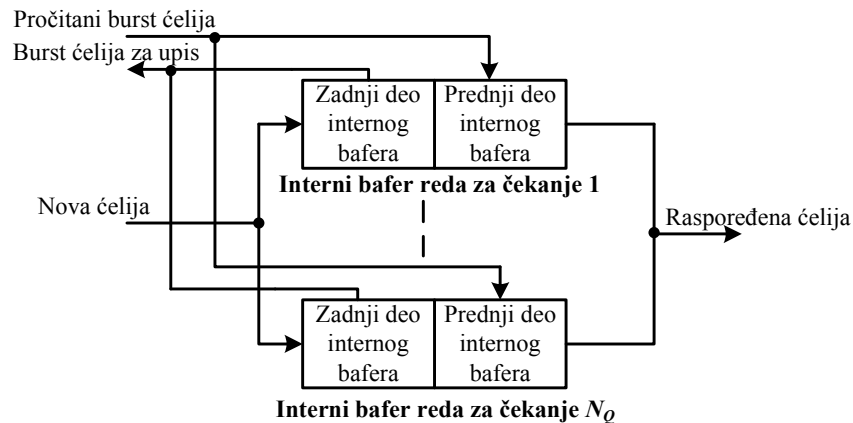 Pročitani burst ćelija
Burst ćelija za upis
Zadnji deo
internog
bafera
Prednji deo
internog
bafera
Interni bafer reda za čekanje 1
Nova ćelija
Raspoređena ćelija
Zadnji deo
internog
bafera
Prednji deo
internog
bafera
Interni bafer reda za čekanje N_Q